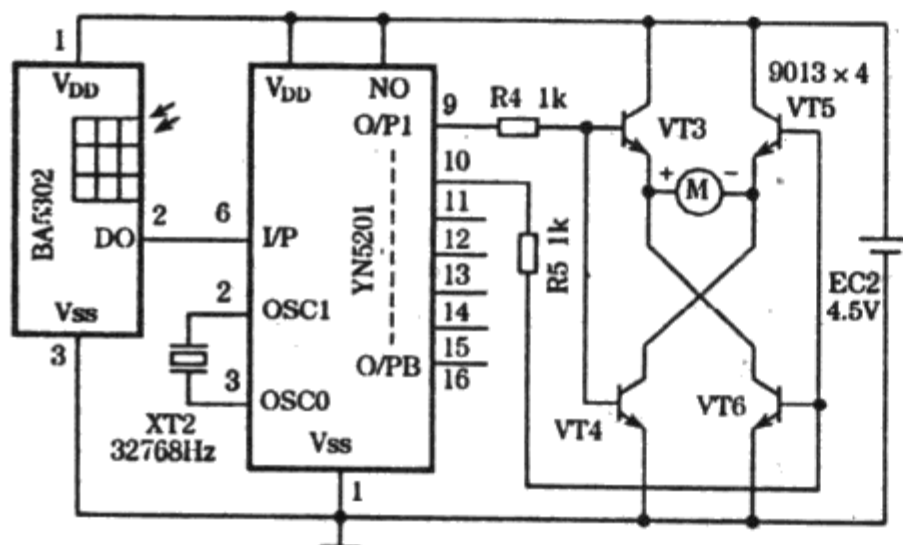 1
VDD
BA5302
2
DO
Vss
3
VDD
NO
O/P1
9
R4 1k
10
11
12
13
14
15
16
6
I/P
YN5201
2
OSC1
3
OSC0
O/PB
Vss
1
XT2
32768Hz
R5 1k
9013 × 4
VT3
VT5
+
M
-
VT4
VT6
EC2
4.5V